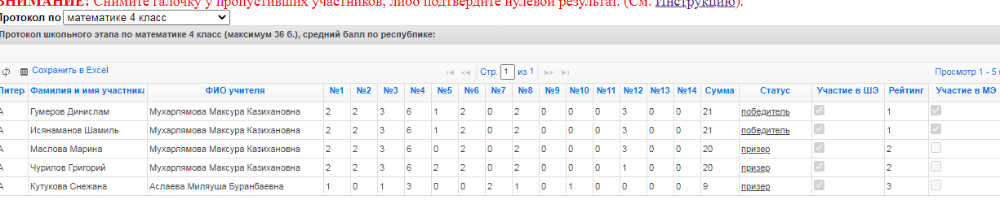 ВНИМАНИЕ! Снимите галочку у пропустивших участников, либо подтвердите нулевой результат. (См. Инструкцию).
Протокол по математике 4 класс
Протокол школьного этапа по математике 4 класс (максимум 36 б.), средний балл по республике:
Сохранить в Excel Стр. 1 из 1 Просмотр 1 - 5 и
Литера Фамилия и имя участника ФИО учителя №1 №2 №3 №4 №5 №6 №7 №8 №9 №10 №11 №12 №13 №14 Сумма Статус Участие в ШЭ Рейтинг Участие в МЭ
А Гумеров Динислам Мухарлямова Максура Казихановна 2 2 3 6 1 2 0 2 0 0 0 3 0 0 21 победитель 1
А Исянаманов Шамиль Мухарлямова Максура Казихановна 2 2 3 6 1 2 0 2 0 0 0 3 0 0 21 победитель 1
А Маслова Марина Мухарлямова Максура Казихановна 2 2 3 6 0 2 0 2 0 0 0 3 0 0 20 призер 2
А Чурилов Григорий Мухарлямова Максура Казихановна 2 2 3 6 2 2 0 2 0 0 0 1 0 0 20 призер 2
А Кутукова Снежана Аслаева Миляуша Буранбаевна 1 0 1 3 0 0 2 1 0 1 0 0 0 0 9 призер 3